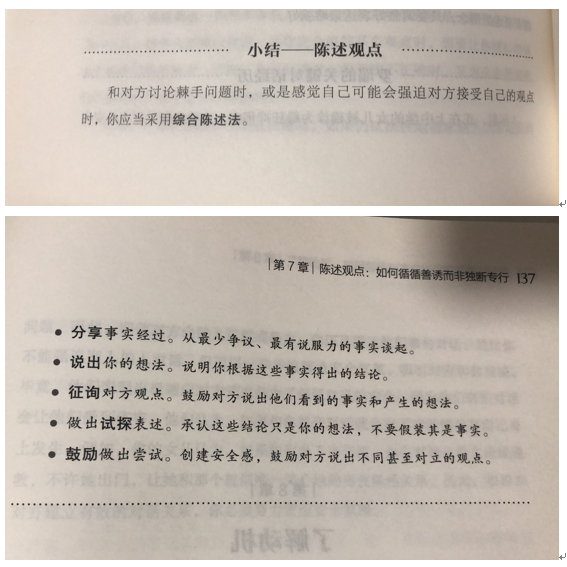 小结——陈述观点
和对方讨论棘手问题时，或是感觉自己可能会强迫对方接受自己的观点
时，你应当采用综合陈述法。
第7章 | 陈述观点：如何循循善诱而非独断专行 137
● 分享事实经过。从最少争议、最有说服力的事实谈起。
● 说出你的想法。说明你根据这些事实得出的结论。
● 征询对方观点。鼓励对方说出他们看到的事实和产生的想法。
● 做出试探表述。承认这些结论只是你的想法，不要假装其是事实。
● 鼓励做出尝试。创建安全感，鼓励对方说出不同甚至对立的观点。